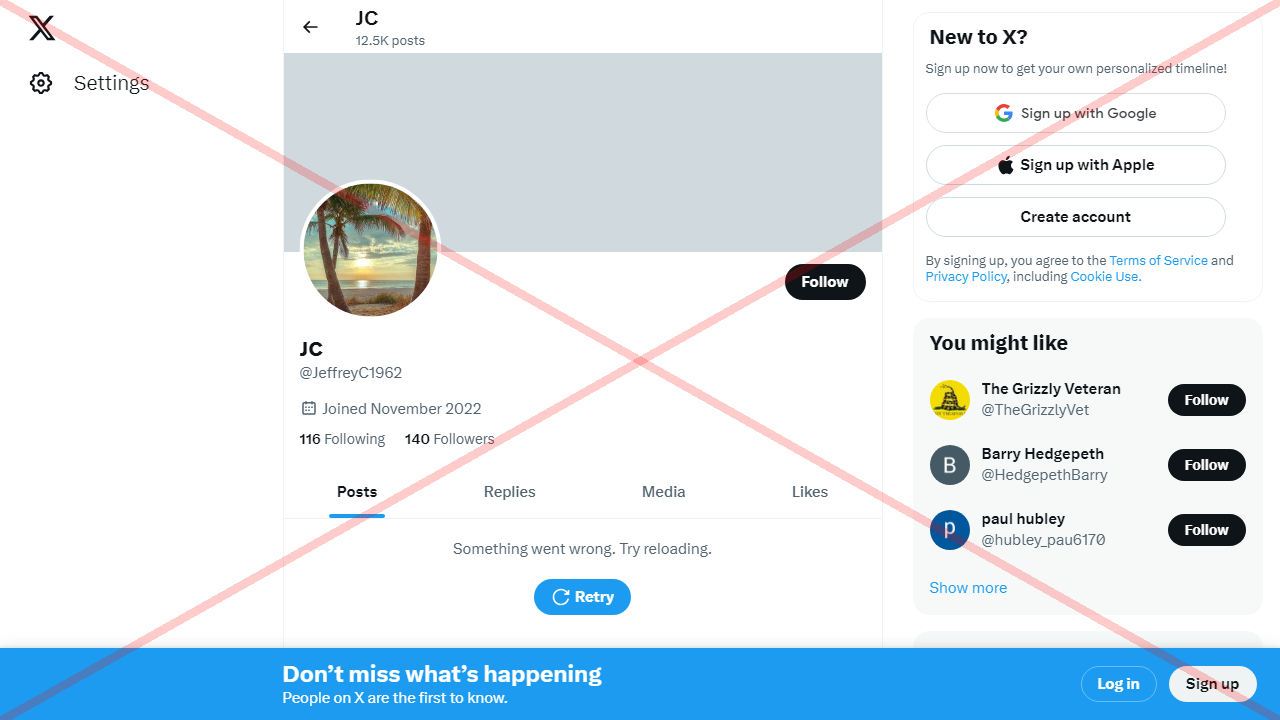 Settings
JC
12.5K posts
Follow
JC
@JeffreyC1962
Joined November 2022
116 Following 140 Followers
Posts Replies Media Likes
Something went wrong. Try reloading.
Retry
New to X?
Sign up now to get your own personalized timeline!
Sign up with Google
Sign up with Apple
Create account
By signing up, you agree to the Terms of Service and
Privacy Policy, including Cookie Use.
You might like
The Grizzly Veteran
@TheGrizzlyVet
Follow
B
Barry Hedgepeth
@HedgepethBarry
Follow
p
paul hubley
@hubley_pau6170
Follow
Show more
Don’t miss what’s happening
People on X are the first to know.
Log in
Sign up